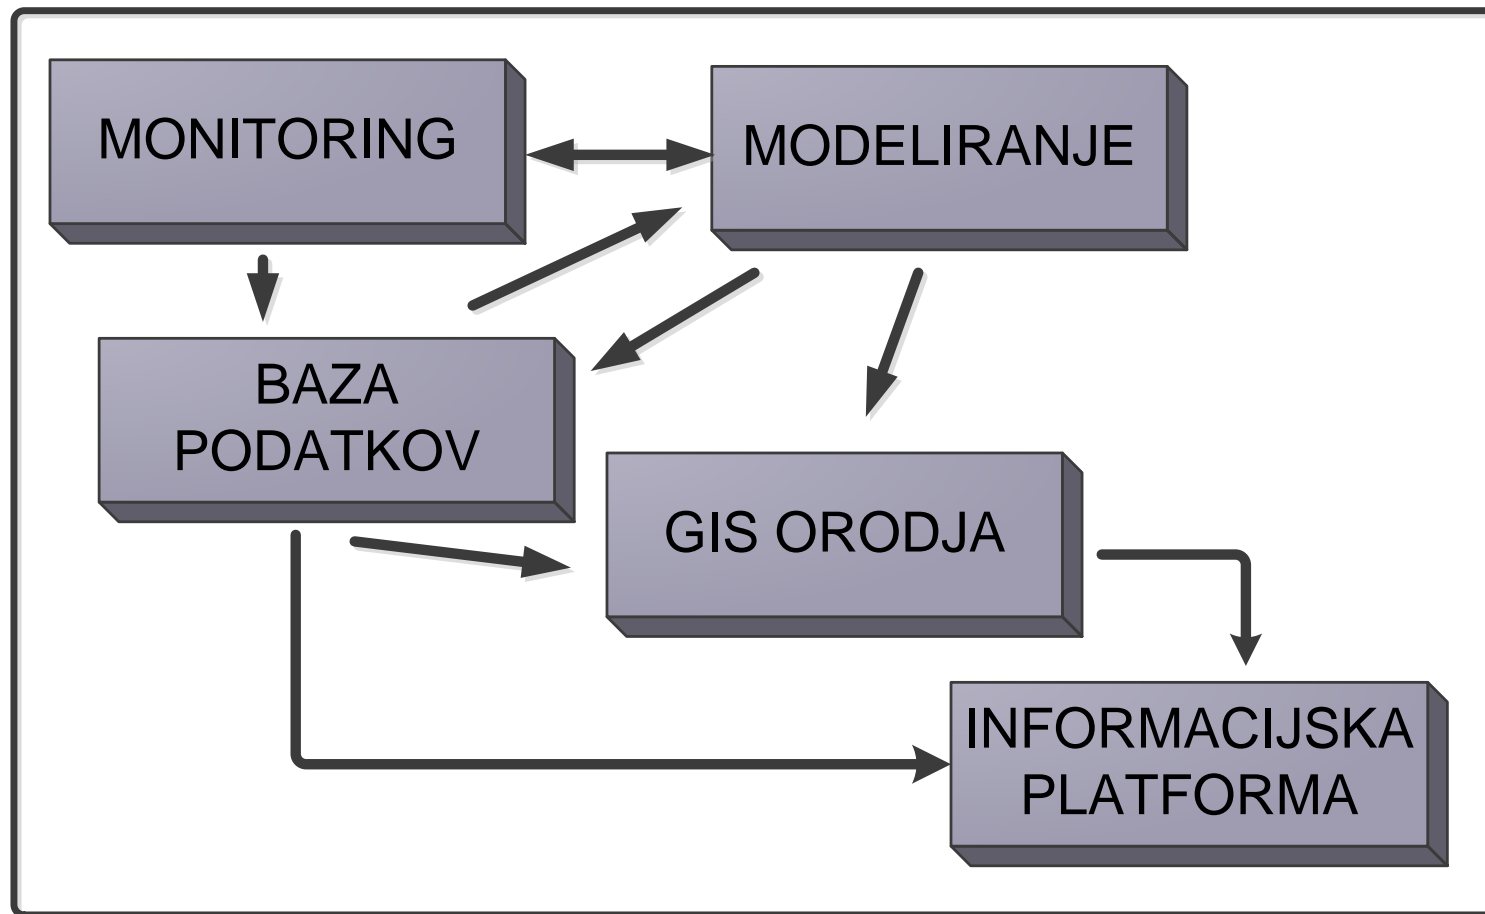 MONITORING
MODELIRANJE
BAZA
PODATKOV
GIS ORODJA
INFORMACIJSKA
PLATFORMA